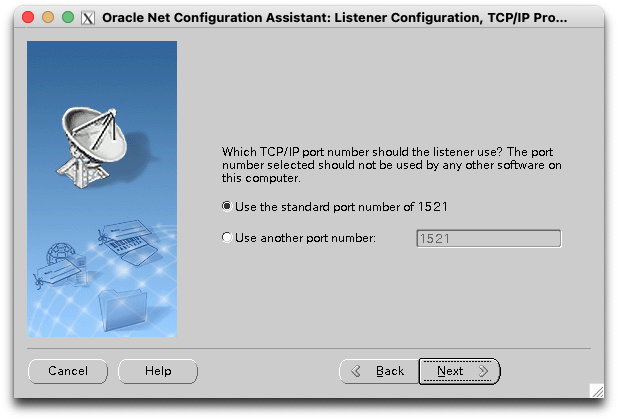 Oracle Net Configuration Assistant: Listener Configuration, TCP/IP Pro...
Which TCP/IP port number should the listener use? The port
number selected should not be used by any other software on
this computer.
Use the standard port number of 1521
Use another port number:
1521
Cancel
Help
Back
Next